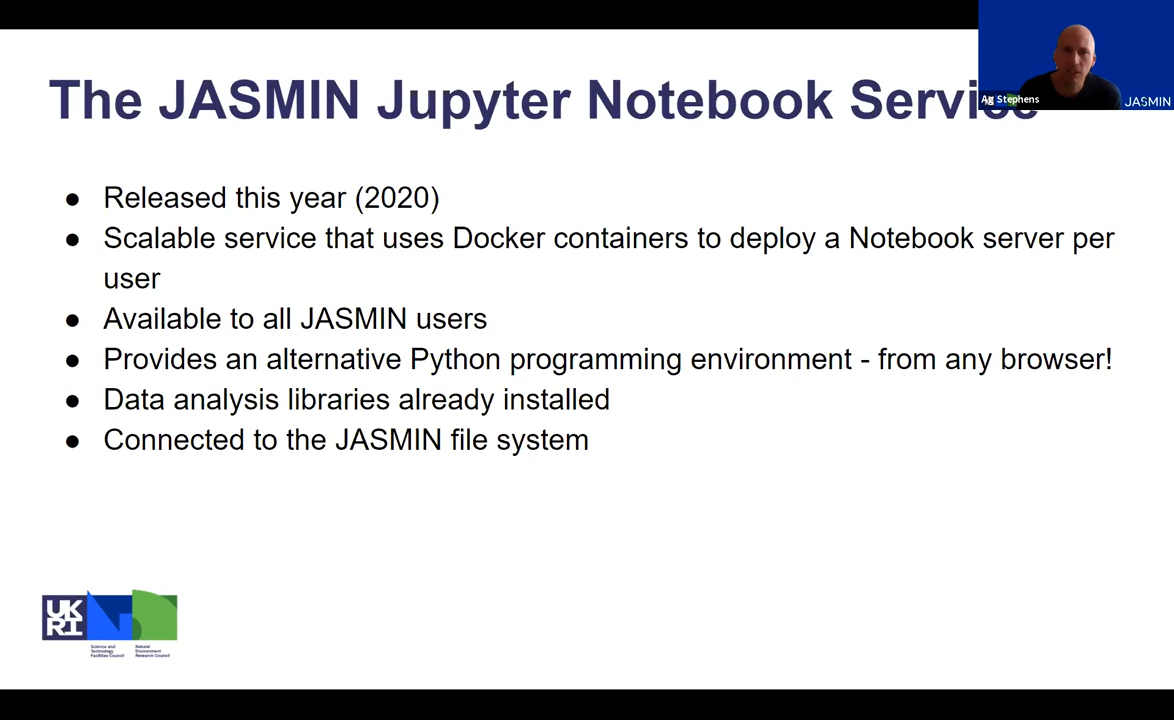 The JASMIN Jupyter Notebook Service
Ag Stephens
JASMIN
● Released this year (2020)
● Scalable service that uses Docker containers to deploy a Notebook server per
user
● Available to all JASMIN users
● Provides an alternative Python programming environment - from any browser!
● Data analysis libraries already installed
● Connected to the JASMIN file system
UK
RI
Science and
Technology
Facilities Council
Natural
Environment
Research Council